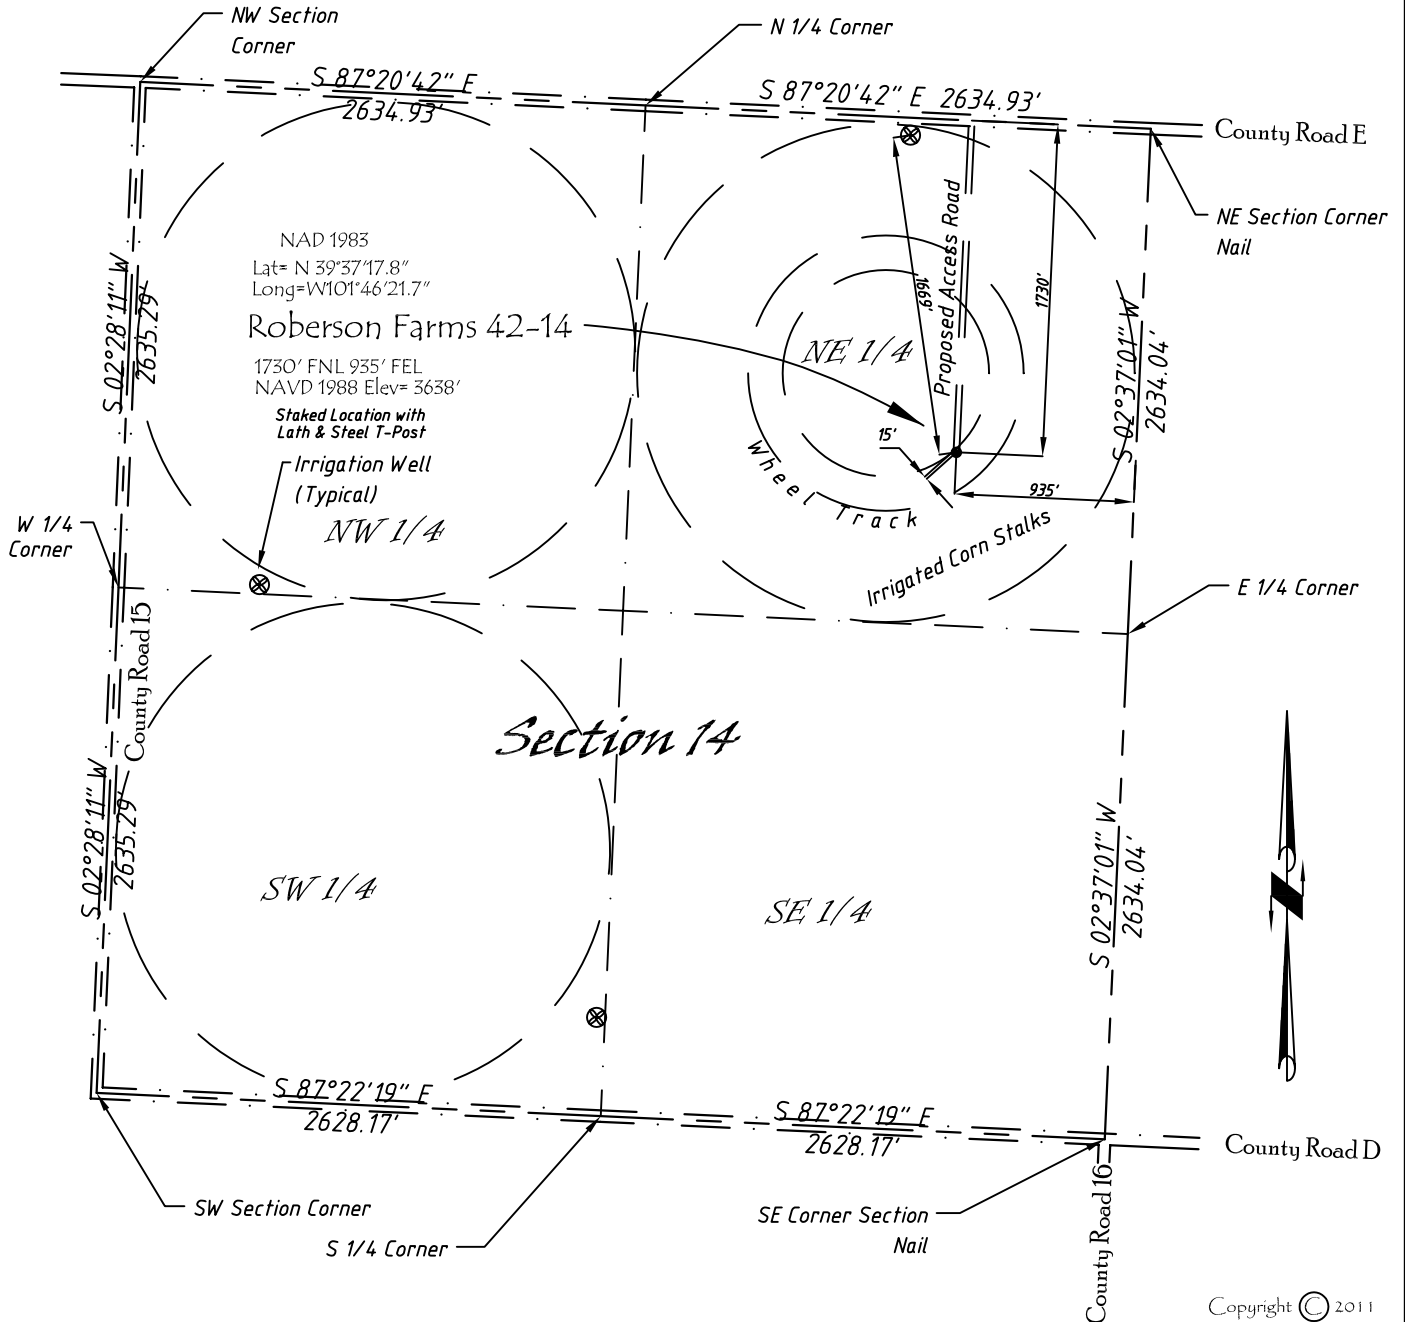 NW Section
Corner
N 1/4 Corner
S 87°20'42" E
2634.93'
S 87°20'42" E 2634.93'
County Road E
NE Section Corner
Nail
NAD 1983
Lat= N 39°37'17.8"
Long=W101°46'21.7"
Roberson Farms 42-14
1730' FNL 935' FEL
NAVD 1988 Elev= 3638'
Staked Location with
Lath & Steel T-Post
Irrigation Well
(Typical)
NW 1/4
S 02°28'11" W
2635.29'
W 1/4
Corner
County Road 15
NE 1/4
1699'
Proposed Access Road
1730'
S 02°37'01" W
2634.04'
15'
935'
Wheel Track
Irrigated Corn Stalks
E 1/4 Corner
Section 14
S 02°28'11" W
2635.29'
SW 1/4
SE 1/4
S 02°37'01" W
2634.04'
S 87°22'19" E
2628.17'
S 87°22'19" E
2628.17'
County Road D
SW Section Corner
S 1/4 Corner
SE Corner Section
Nail
County Road 16
Copyright © 2011